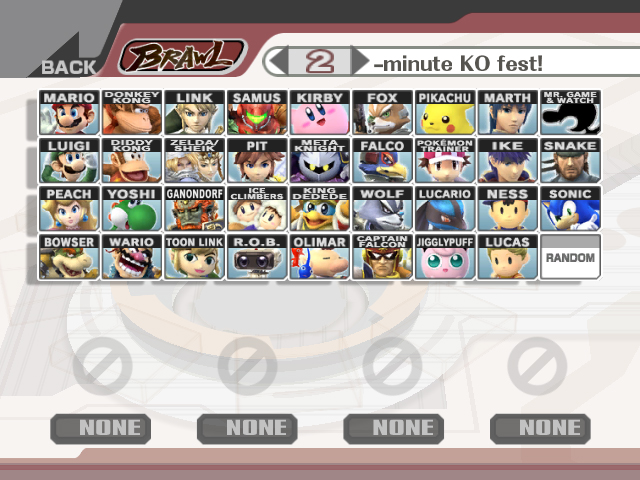 BACK
BRAWL
2
-minute KO fest!
MARIO
DONKEY
KONG
LINK
SAMUS
KIRBY
FOX
PIKACHU
MARTH
MR. GAME
& WATCH
LUIGI
DIDDY
KONG
ZELDA/
SHEIK
PIT
META
KNIGHT
FALCO
POKÉMON
TRAINER
IKE
SNAKE
PEACH
YOSHI
GANONDORF
ICE
CLIMBERS
KING
DEDEDE
WOLF
LUCARIO
NESS
SONIC
BOWSER
WARIO
TOON LINK
R.O.B.
OLIMAR
CAPTAIN
FALCON
JIGGLYPUFF
LUCAS
RANDOM
NONE
NONE
NONE
NONE